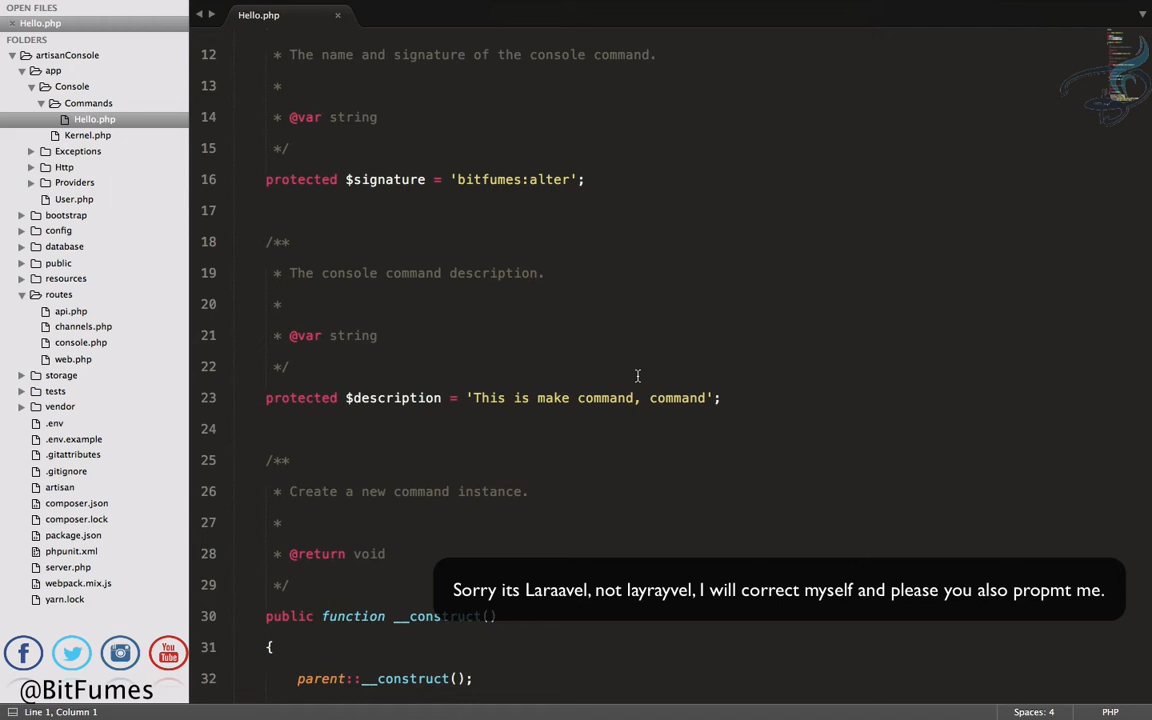 OPEN FILES
Hello.php
FOLDERS
artisanConsole
app
Console
Commands
Hello.php
Kernel.php
Exceptions
Http
Providers
User.php
bootstrap
config
database
public
resources
routes
api.php
channels.php
console.php
web.php
storage
tests
vendor
.env
.env.example
.gitattributes
.gitignore
artisan
composer.json
composer.lock
package.json
phpunit.xml
server.php
webpack.mix.js
yarn.lock
You
Tube
@BitFumes
Hello.php
12 * The name and signature of the console command.
13 *
14 * @var string
15 */
16 protected $signature = 'bitfumes:alter';
17
18 /**
19 * The console command description.
20 *
21 * @var string
22 */
23 protected $description = 'This is make command, command';
24
25 /**
26 * Create a new command instance.
27 *
28 * @return void
29 */
30 public function __construct()
31 {
32 parent::__construct();
Sorry its Laraavel, not layrayvel, I will correct myself and please you also propmt me.
Line 1, Column 1
Spaces: 4
PHP